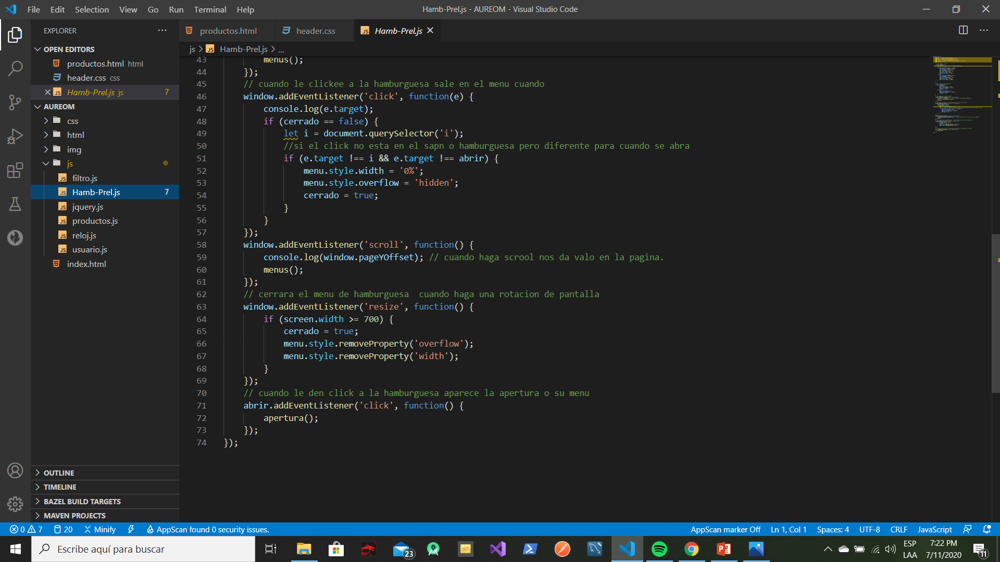 File Edit Selection View Go Run Terminal Help
Hamb-Prel.js - AUREOM - Visual Studio Code
EXPLORER
OPEN EDITORS
productos.html html
header.css css
Hamb-Prel.js js 7
AUREOM
css
html
img
js
filtro.js
Hamb-Prel.js 7
jquery.js
productos.js
reloj.js
usuario.js
index.html
OUTLINE
TIMELINE
BAZEL BUILD TARGETS
MAVEN PROJECTS
productos.html
header.css
Hamb-Prel.js
js > Hamb-Prel.js > ...
43 menus();
44 });
45 // cuando le clickee a la hamburguesa sale en el menu cuando
46 window.addEventListener('click', function(e) {
47 console.log(e.target);
48 if (cerrado == false) {
49 let i = document.querySelector('i');
50 //si el click no esta en el sapn o hamburguesa pero diferente para cuando se abra
51 if (e.target !== i && e.target !== abrir) {
52 menu.style.width = '0%';
53 menu.style.overflow = 'hidden';
54 cerrado = true;
55 }
56 }
57 });
58 window.addEventListener('scroll', function() {
59 console.log(window.pageYOffset); // cuando haga scrool nos da valo en la pagina.
60 menus();
61 });
62 // cerrara el menu de hamburguesa  cuando haga una rotacion de pantalla
63 window.addEventListener('resize', function() {
64 if (screen.width >= 700) {
65 cerrado = true;
66 menu.style.removeProperty('overflow');
67 menu.style.removeProperty('width');
68 }
69 });
70 // cuando le den click a la hamburguesa aparece la apertura o su menu
71 abrir.addEventListener('click', function() {
72 apertura();
73 });
74 });
0 7 20 Minify AppScan found 0 security issues.
AppScan marker Off Ln 1, Col 1 Spaces: 4 UTF-8 CRLF JavaScript
Escribe aquí para buscar
23
ESP
LAA
7:22 PM
7/11/2020
11